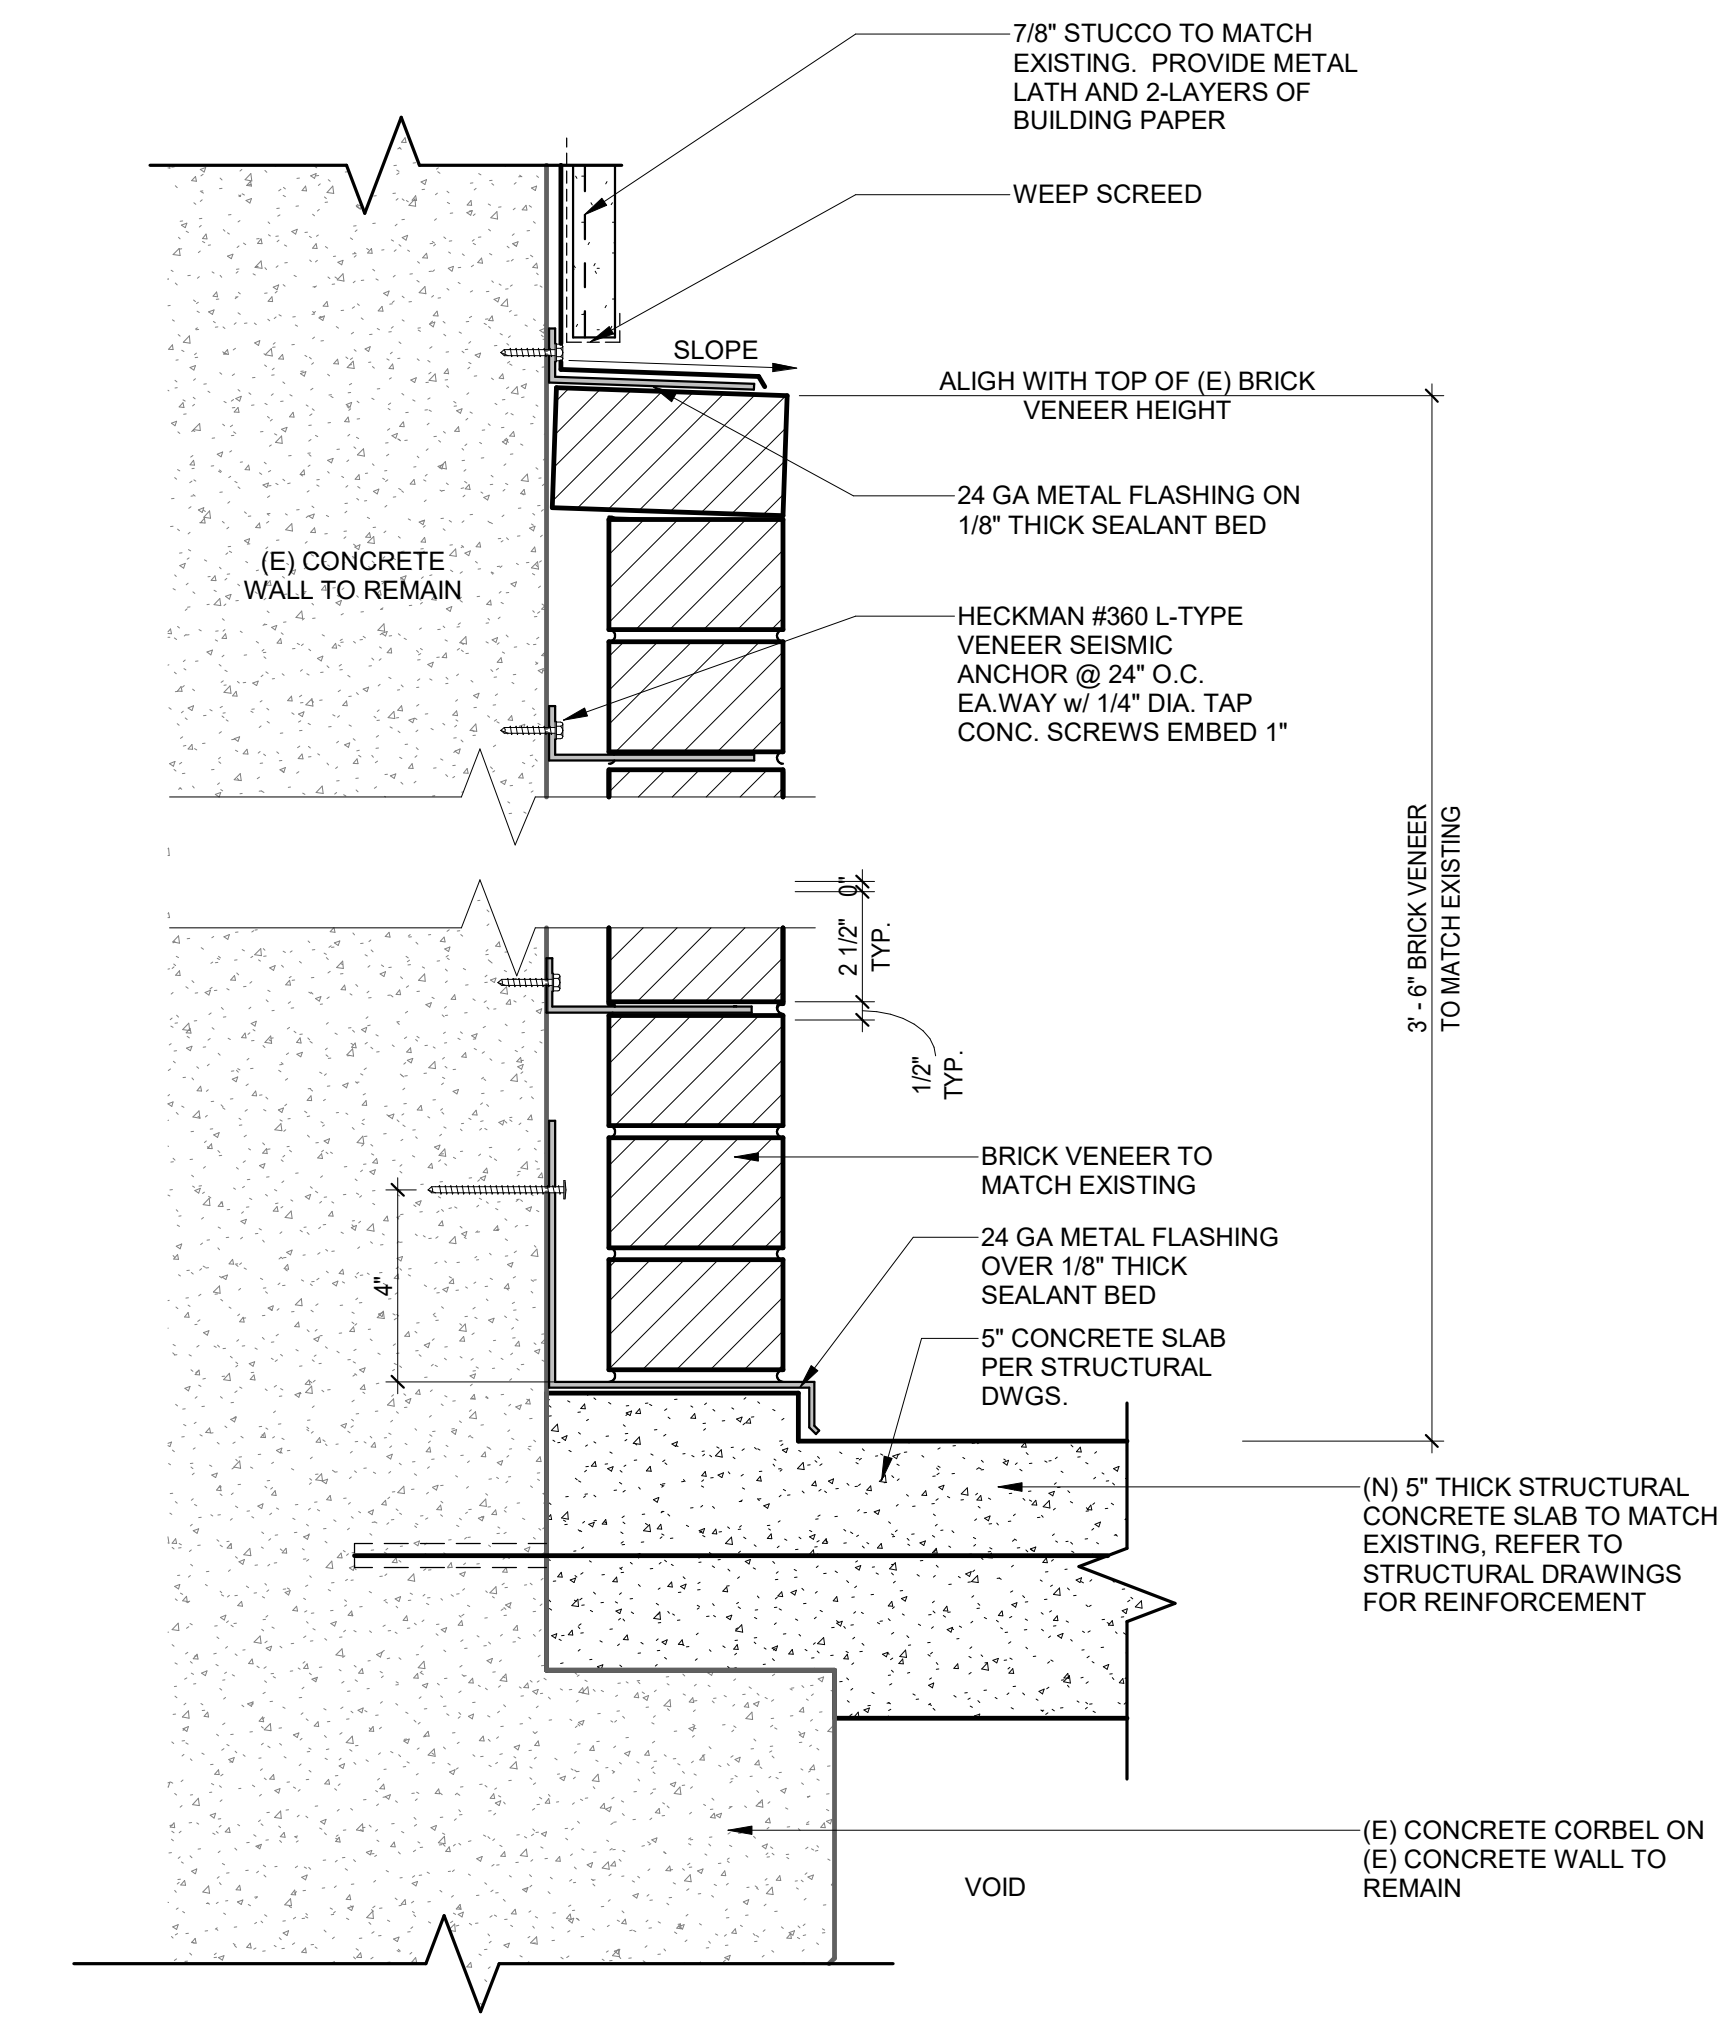 7/8" STUCCO TO MATCH
EXISTING.  PROVIDE METAL
LATH AND 2-LAYERS OF
BUILDING PAPER
WEEP SCREED
SLOPE
ALIGH WITH TOP OF (E) BRICK
VENEER HEIGHT
24 GA METAL FLASHING ON
1/8" THICK SEALANT BED
(E) CONCRETE
WALL TO REMAIN
HECKMAN #360 L-TYPE
VENEER SEISMIC
ANCHOR @ 24" O.C.
EA.WAY w/ 1/4" DIA. TAP
CONC. SCREWS EMBED 1"
3' - 6" BRICK VENEER
TO MATCH EXISTING
0"
2 1/2"
TYP.
1/2"
TYP.
BRICK VENEER TO
MATCH EXISTING
24 GA METAL FLASHING
OVER 1/8" THICK
SEALANT BED
4"
5" CONCRETE SLAB
PER STRUCTURAL
DWGS.
(N) 5" THICK STRUCTURAL
CONCRETE SLAB TO MATCH
EXISTING, REFER TO
STRUCTURAL DRAWINGS
FOR REINFORCEMENT
(E) CONCRETE CORBEL ON
(E) CONCRETE WALL TO
REMAIN
VOID